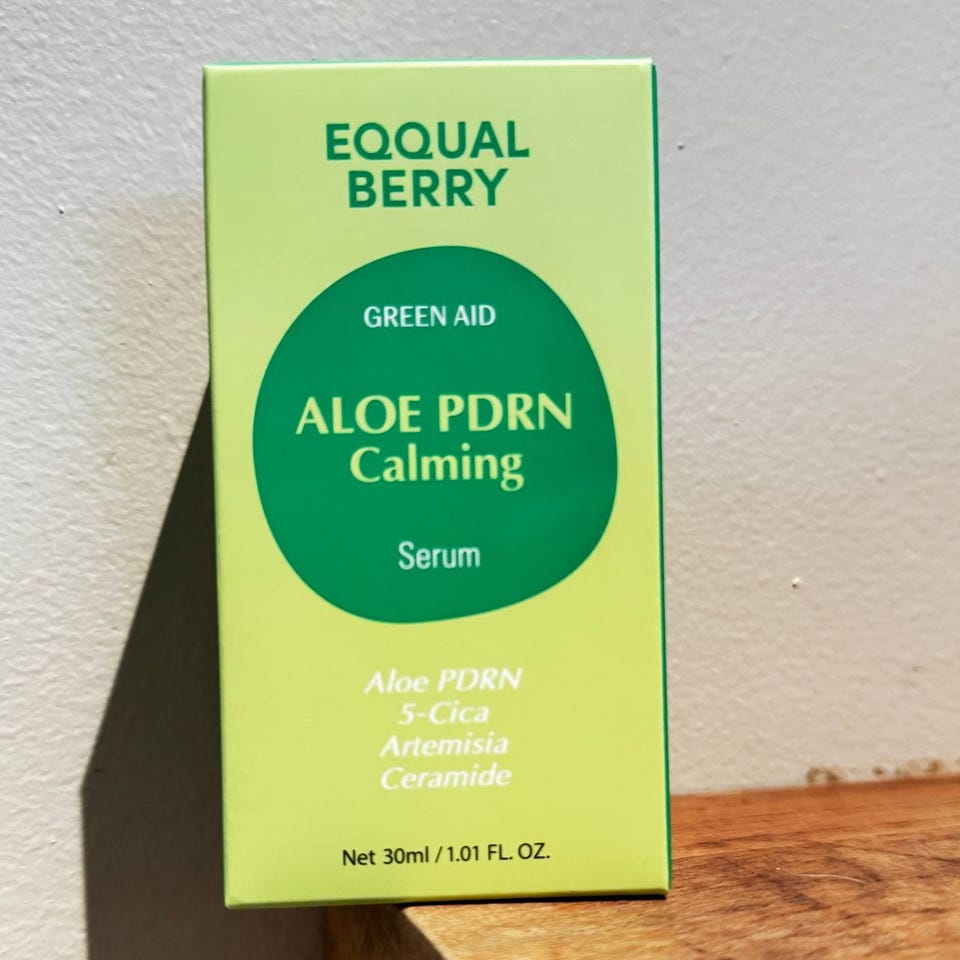 EQQUAL
BERRY
GREEN AID
ALOE PDRN
Calming
Serum
Aloe PDRN
5-Cica
Artemisia
Ceramide
Net 30ml / 1.01 FL. OZ.